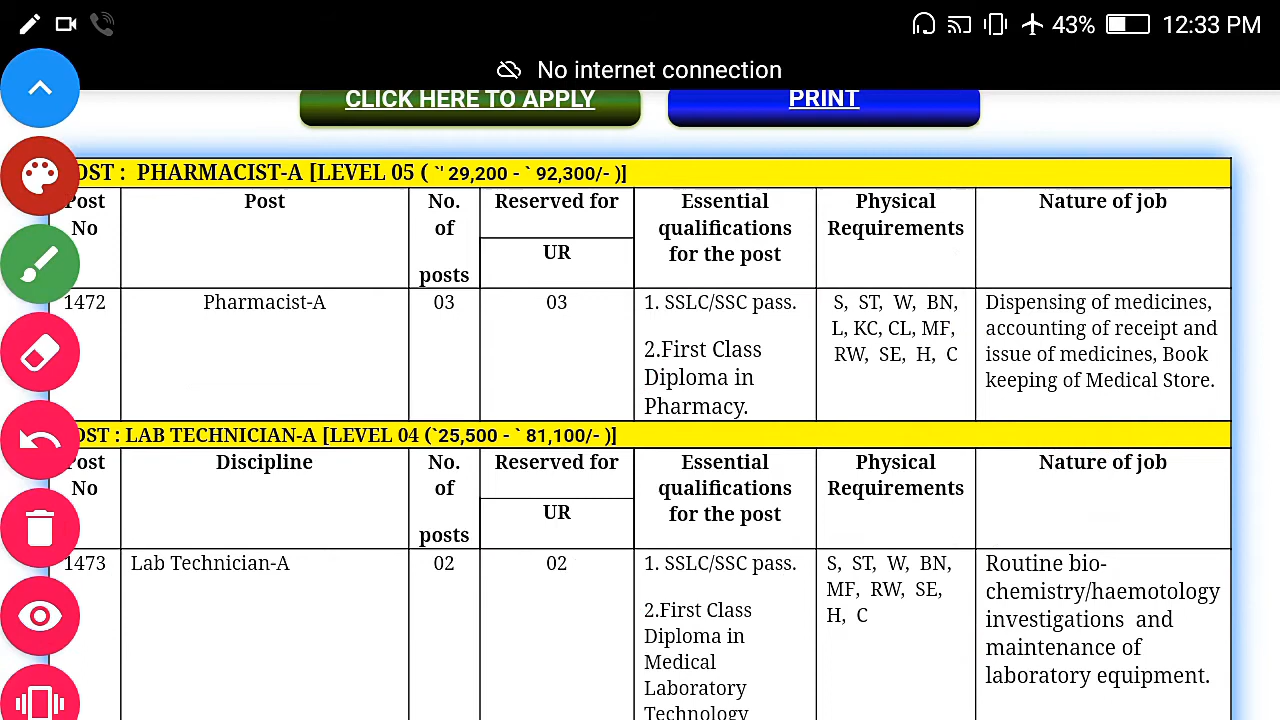 43% 12:33 PM
No internet connection
CLICK HERE TO APPLY PRINT
OST : PHARMACIST-A [LEVEL 05 ( `' 29,200 - ` 92,300/- )]
Post No Post No. of posts Reserved for Essential qualifications for the post Physical Requirements Nature of job
UR
1472 Pharmacist-A 03 03 1. SSLC/SSC pass. S, ST, W, BN, Dispensing of medicines,
L, KC, CL, MF, accounting of receipt and
2.First Class RW, SE, H, C issue of medicines, Book
Diploma in keeping of Medical Store.
Pharmacy.
OST : LAB TECHNICIAN-A [LEVEL 04 (`25,500 - ` 81,100/- )]
Post No Discipline No. of posts Reserved for Essential qualifications for the post Physical Requirements Nature of job
UR
1473 Lab Technician-A 02 02 1. SSLC/SSC pass. S, ST, W, BN, Routine bio-
MF, RW, SE, chemistry/haemotology
2.First Class H, C investigations and
Diploma in maintenance of
Medical laboratory equipment.
Laboratory
Technology